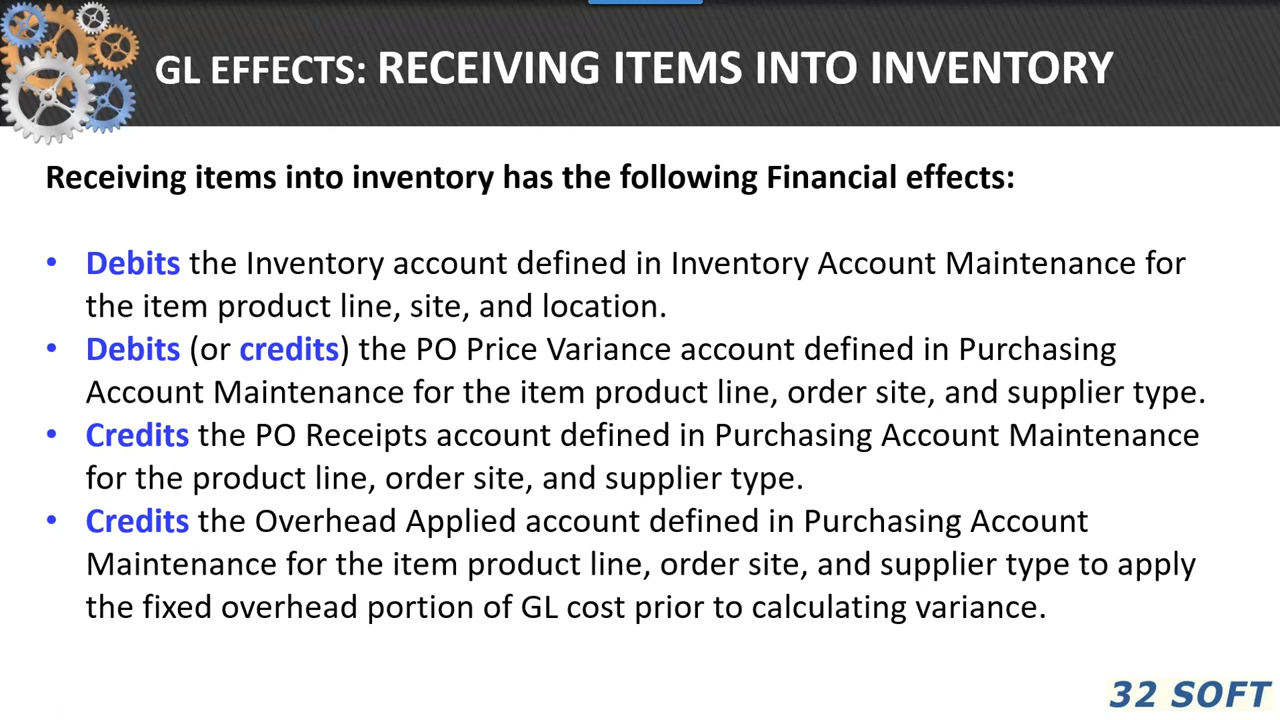 GL EFFECTS: RECEIVING ITEMS INTO INVENTORY
Receiving items into inventory has the following Financial effects:
• Debits the Inventory account defined in Inventory Account Maintenance for
the item product line, site, and location.
• Debits (or credits) the PO Price Variance account defined in Purchasing
Account Maintenance for the item product line, order site, and supplier type.
• Credits the PO Receipts account defined in Purchasing Account Maintenance
for the product line, order site, and supplier type.
• Credits the Overhead Applied account defined in Purchasing Account
Maintenance for the item product line, order site, and supplier type to apply
the fixed overhead portion of GL cost prior to calculating variance.
32 SOFT